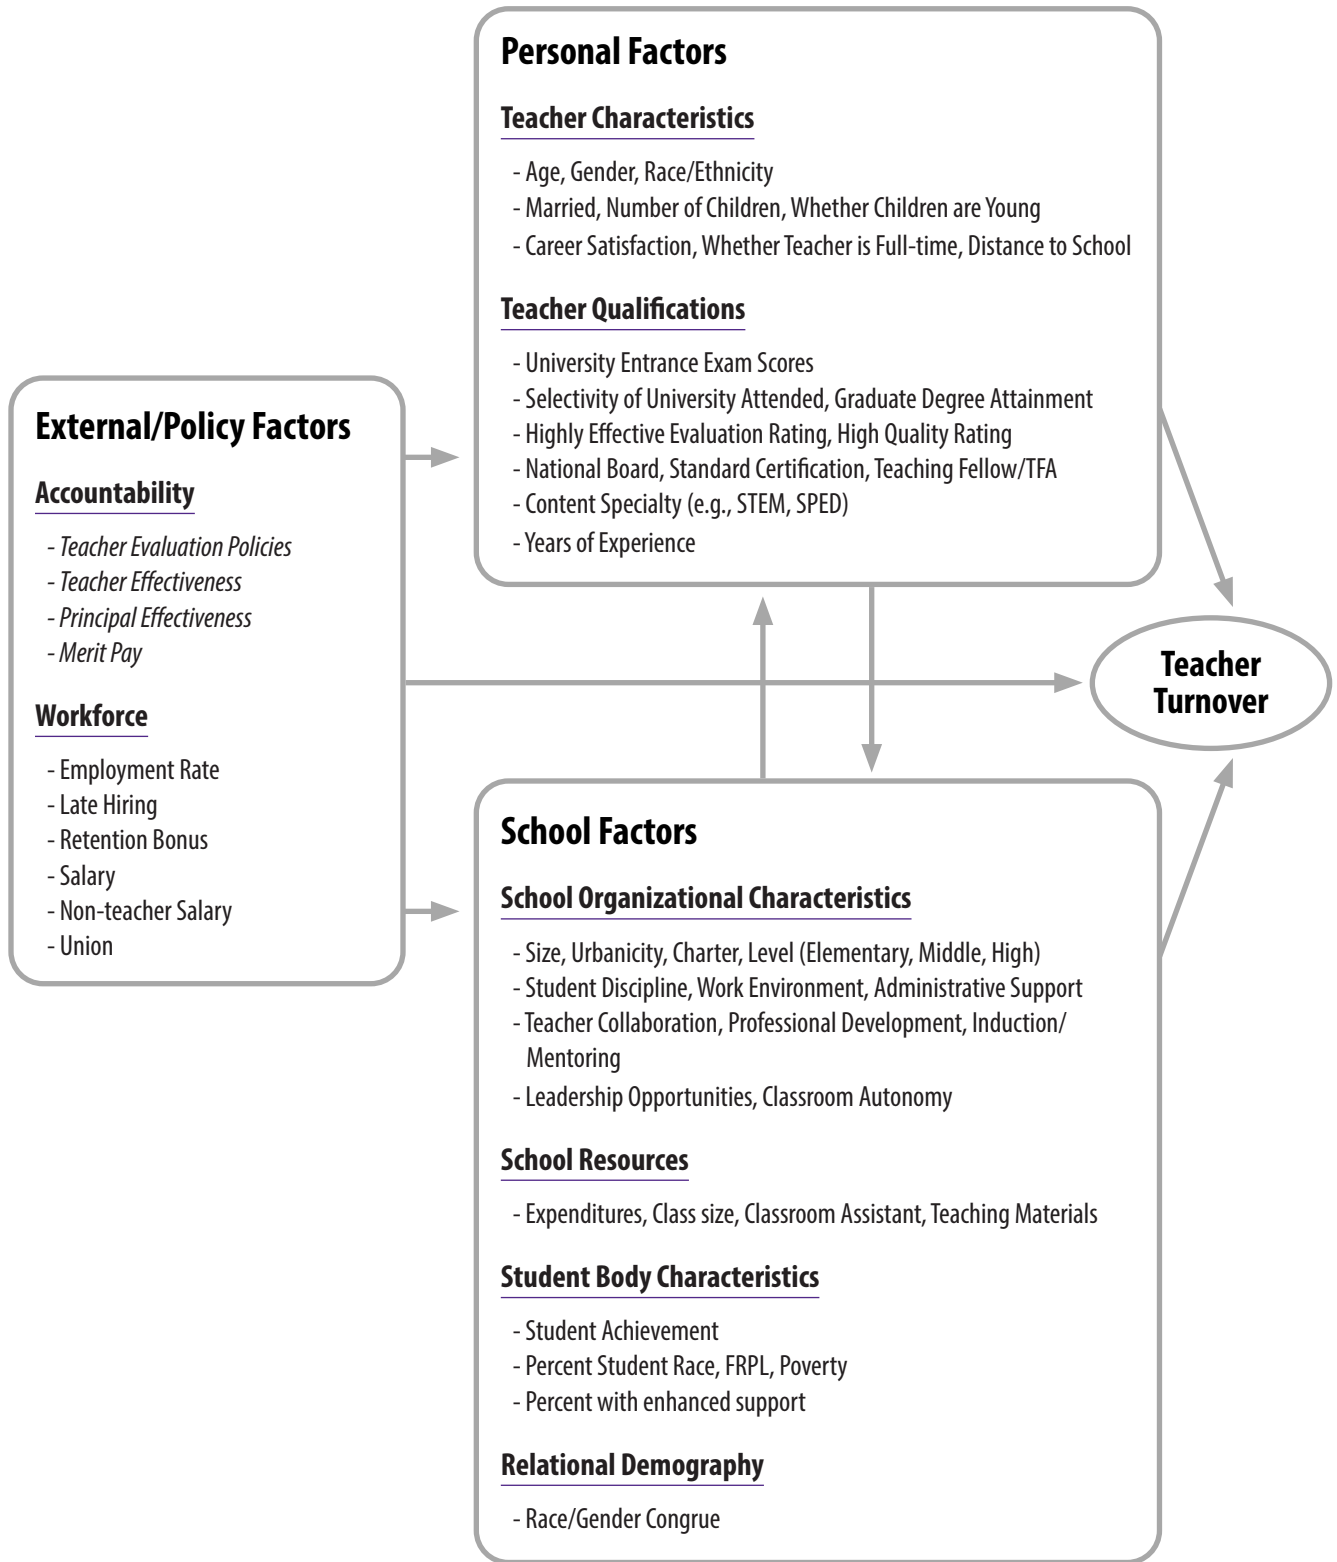 Personal Factors
Teacher Characteristics
- Age, Gender, Race/Ethnicity
- Married, Number of Children, Whether Children are Young
- Career Satisfaction, Whether Teacher is Full-time, Distance to School
Teacher Qualifications
- University Entrance Exam Scores
- Selectivity of University Attended, Graduate Degree Attainment
- Highly Effective Evaluation Rating, High Quality Rating
- National Board, Standard Certification, Teaching Fellow/TFA
- Content Specialty (e.g., STEM, SPED)
- Years of Experience
External/Policy Factors
Accountability
- Teacher Evaluation Policies
- Teacher Effectiveness
- Principal Effectiveness
- Merit Pay
Workforce
- Employment Rate
- Late Hiring
- Retention Bonus
- Salary
- Non-teacher Salary
- Union
Teacher
Turnover
School Factors
School Organizational Characteristics
- Size, Urbanicity, Charter, Level (Elementary, Middle, High)
- Student Discipline, Work Environment, Administrative Support
- Teacher Collaboration, Professional Development, Induction/
Mentoring
- Leadership Opportunities, Classroom Autonomy
School Resources
- Expenditures, Class size, Classroom Assistant, Teaching Materials
Student Body Characteristics
- Student Achievement
- Percent Student Race, FRPL, Poverty
- Percent with enhanced support
Relational Demography
- Race/Gender Congrue